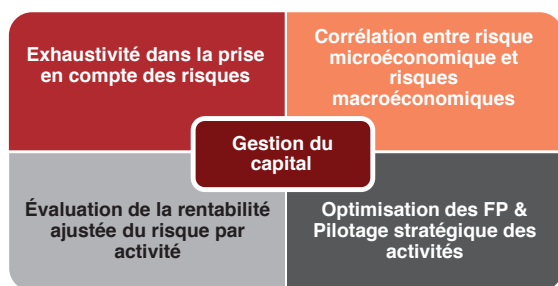 Exhaustivité dans la prise
en compte des risques
Corrélation entre risque
microéconomique et
risques
macroéconomiques
Gestion du
capital
Évaluation de la rentabilité
ajustée du risque par
activité
Optimisation des FP &
Pilotage stratégique des
activités